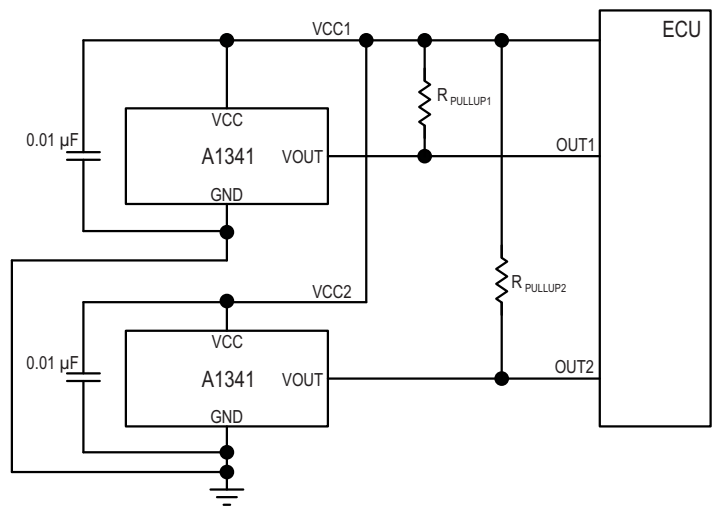 VCC1
ECU
VCC
A1341
VOUT
GND
0.01 µF
R PULLUP1
OUT1
VCC2
R PULLUP2
VCC
A1341
VOUT
GND
0.01 µF
OUT2